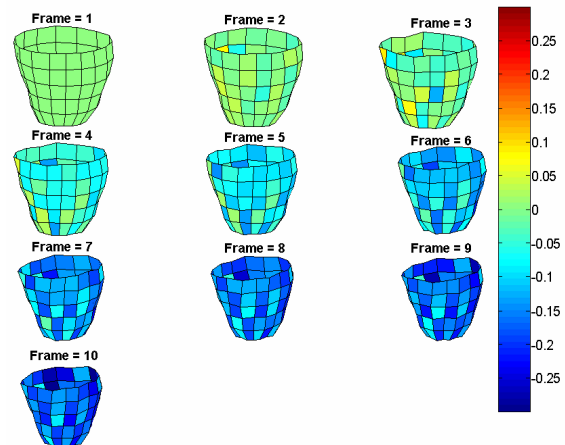 Frame = 1
Frame = 2
Frame = 3
Frame = 4
Frame = 5
Frame = 6
Frame = 7
Frame = 8
Frame = 9
Frame = 10
0.25
0.2
0.15
0.1
0.05
0
-0.05
-0.1
-0.15
-0.2
-0.25